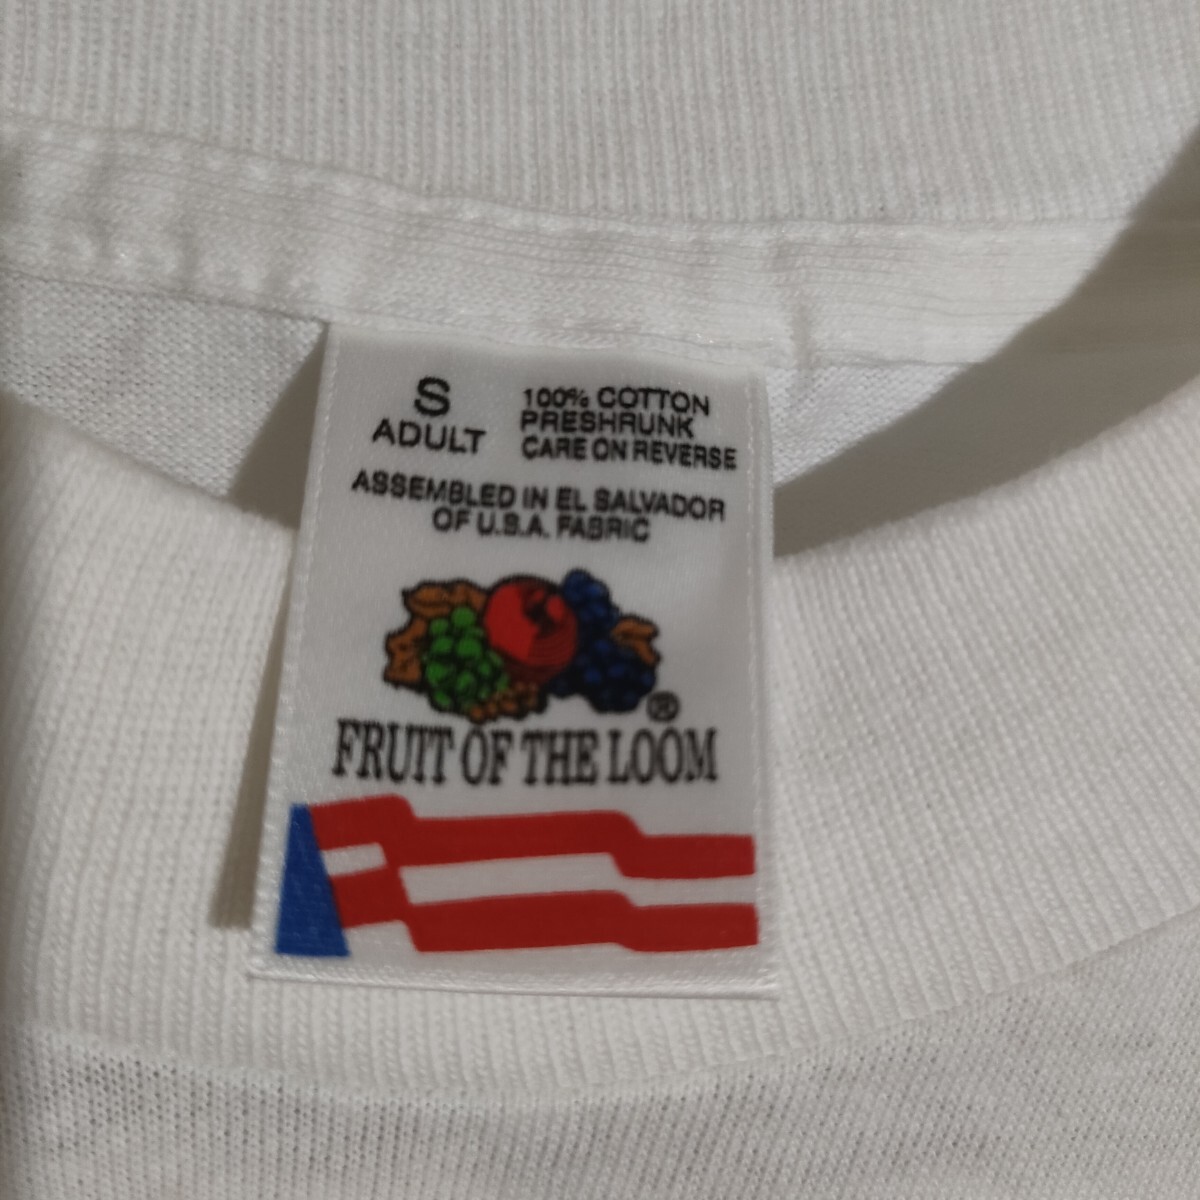 S
ADULT
100% COTTON
PRESHRUNK
CARE ON REVERSE
ASSEMBLED IN EL SALVADOR
OF U.S.A. FABRIC
®
FRUIT OF THE LOOM